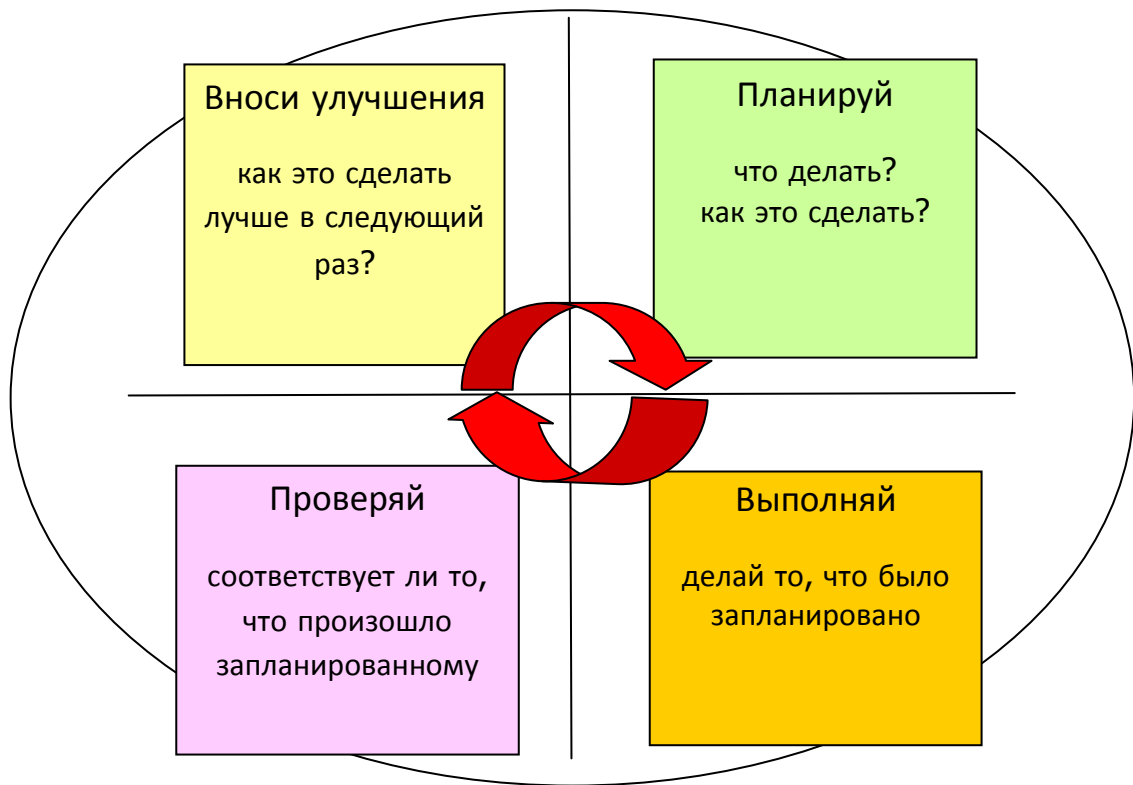 Вноси улучшения
как это сделать
лучше в следующий
раз?
Планируй
что делать?
как это сделать?
Проверяй
соответствует ли то,
что произошло
запланированному
Выполняй
делай то, что было
запланировано